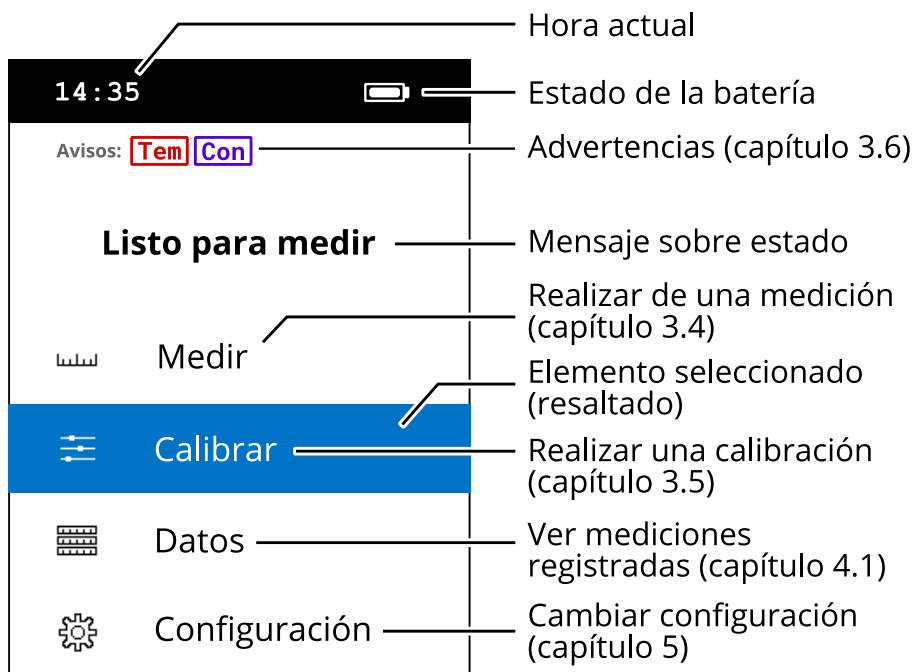 Hora actual
14:35
Estado de la batería
Avisos: Tem Con
Advertencias (capítulo 3.6)
Listo para medir
Mensaje sobre estado
Realizar de una medición
(capítulo 3.4)
Medir
Elemento seleccionado
(resaltado)
Calibrar
Realizar una calibración
(capítulo 3.5)
Datos
Ver mediciones
registradas (capítulo 4.1)
Configuración
Cambiar configuración
(capítulo 5)